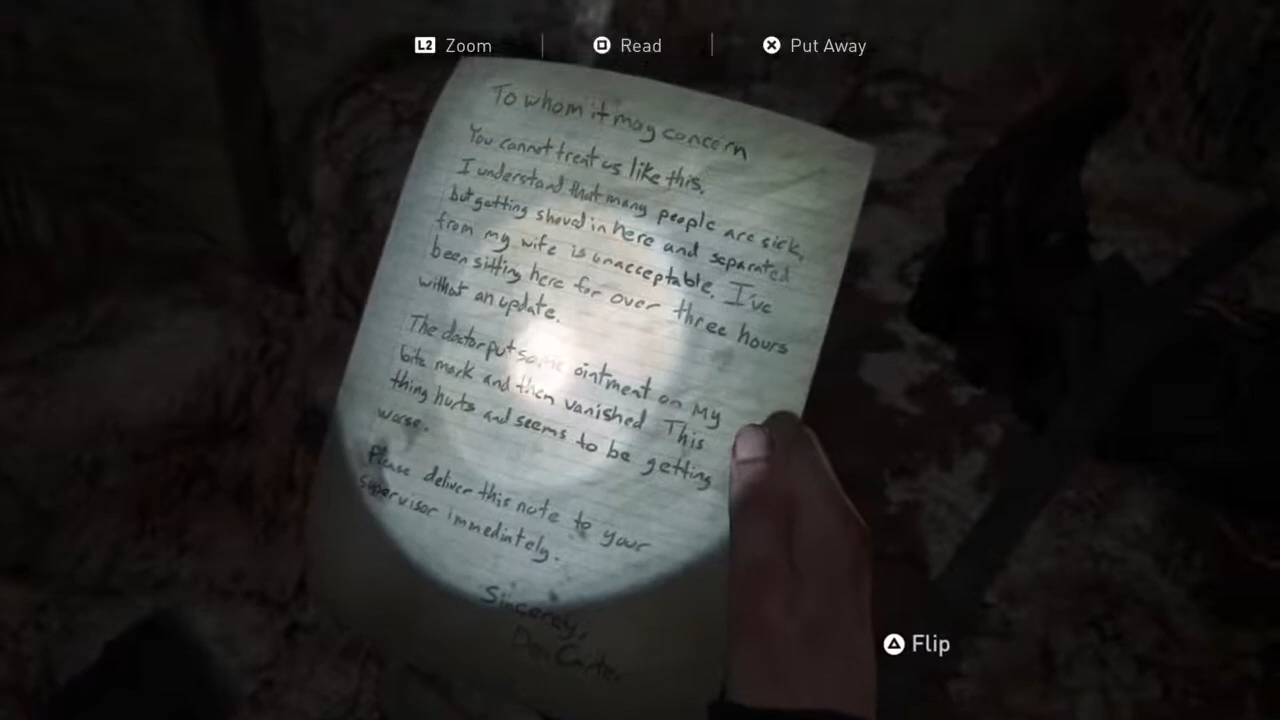 L2 Zoom | Read | Put Away
To whom it may concern
You cannot treat us like this.
I understand that many people are sick,
but getting shoved in here and separated
from my wife is unacceptable. I've
been sitting here for over three hours
without an update.
The doctor put some ointment on my
bite mark and then vanished This
thing hurts and seems to be getting
worse.
Please deliver this note to your
supervisor immediately.
Sincerely,
Flip